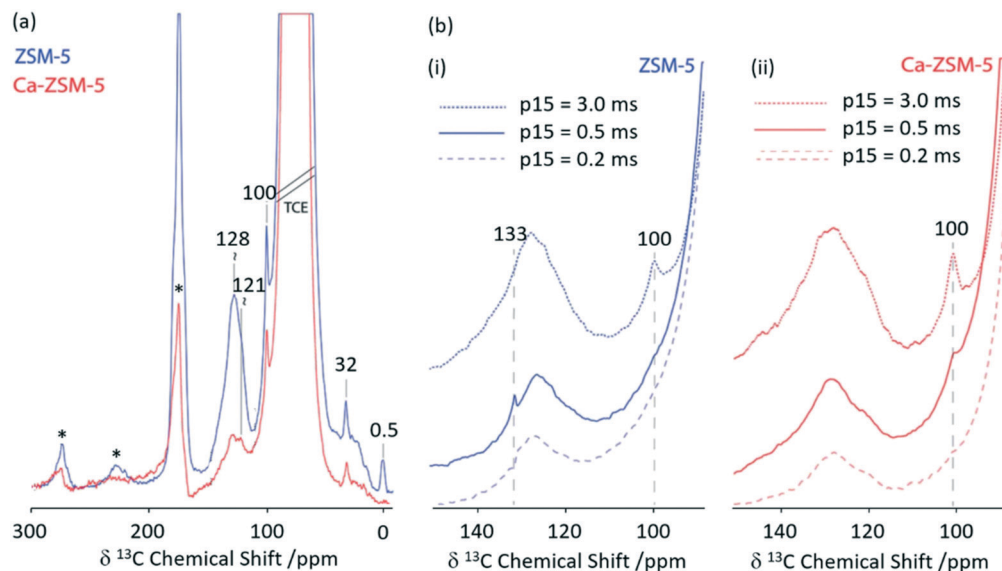 (a)
ZSM-5
Ca-ZSM-5
*
*
*
128
~
121
~
100
TCE
32
0.5
300
200
100
0
δ ¹³C Chemical Shift /ppm
(b)
(i)
ZSM-5
p15 = 3.0 ms
p15 = 0.5 ms
p15 = 0.2 ms
133
100
140
120
100
δ ¹³C Chemical Shift /ppm
(ii)
Ca-ZSM-5
p15 = 3.0 ms
p15 = 0.5 ms
p15 = 0.2 ms
100
140
120
100
δ ¹³C Chemical Shift /ppm